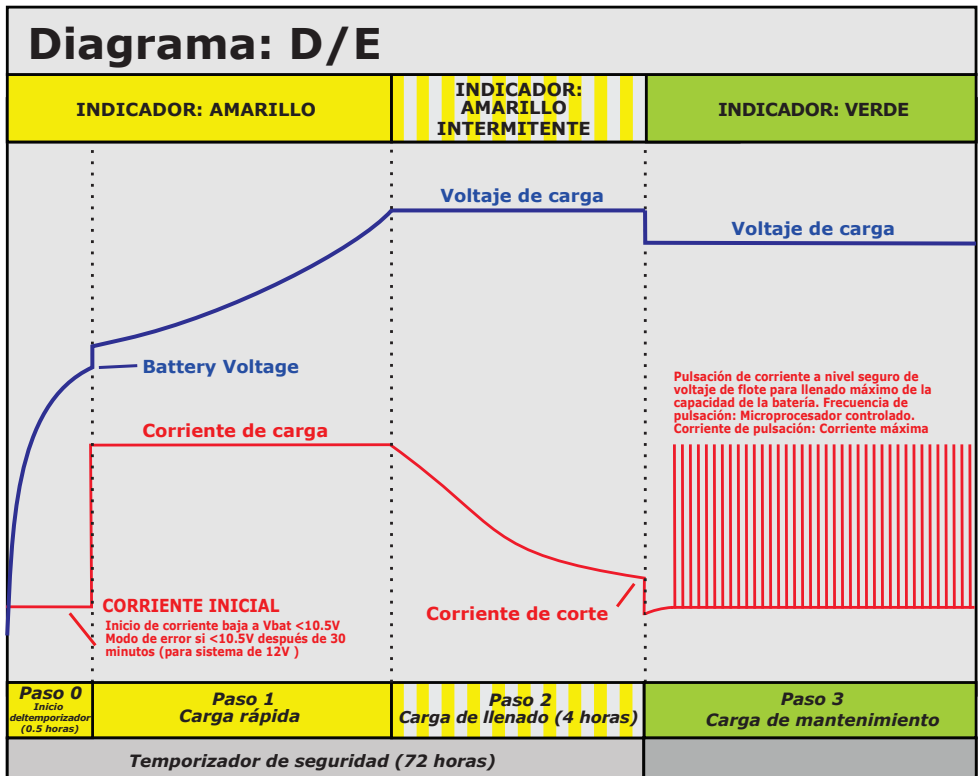 Diagrama: D/E
INDICADOR: AMARILLO
INDICADOR:
AMARILLO
INTERMITENTE
INDICADOR: VERDE
Voltaje de carga
Voltaje de carga
Battery Voltage
Pulsación de corriente a nivel seguro de
voltaje de flote para llenado máximo de la
capacidad de la batería. Frecuencia de
pulsación: Microprocesador controlado.
Corriente de pulsación: Corriente máxima
Corriente de carga
CORRIENTE INICIAL
Inicio de corriente baja a Vbat <10.5V
Modo de error si <10.5V después de 30
minutos (para sistema de 12V )
Corriente de corte
Paso 0
Inicio
deltemporizador
(0.5 horas)
Paso 1
Carga rápida
Paso 2
Carga de llenado (4 horas)
Paso 3
Carga de mantenimiento
Temporizador de seguridad (72 horas)